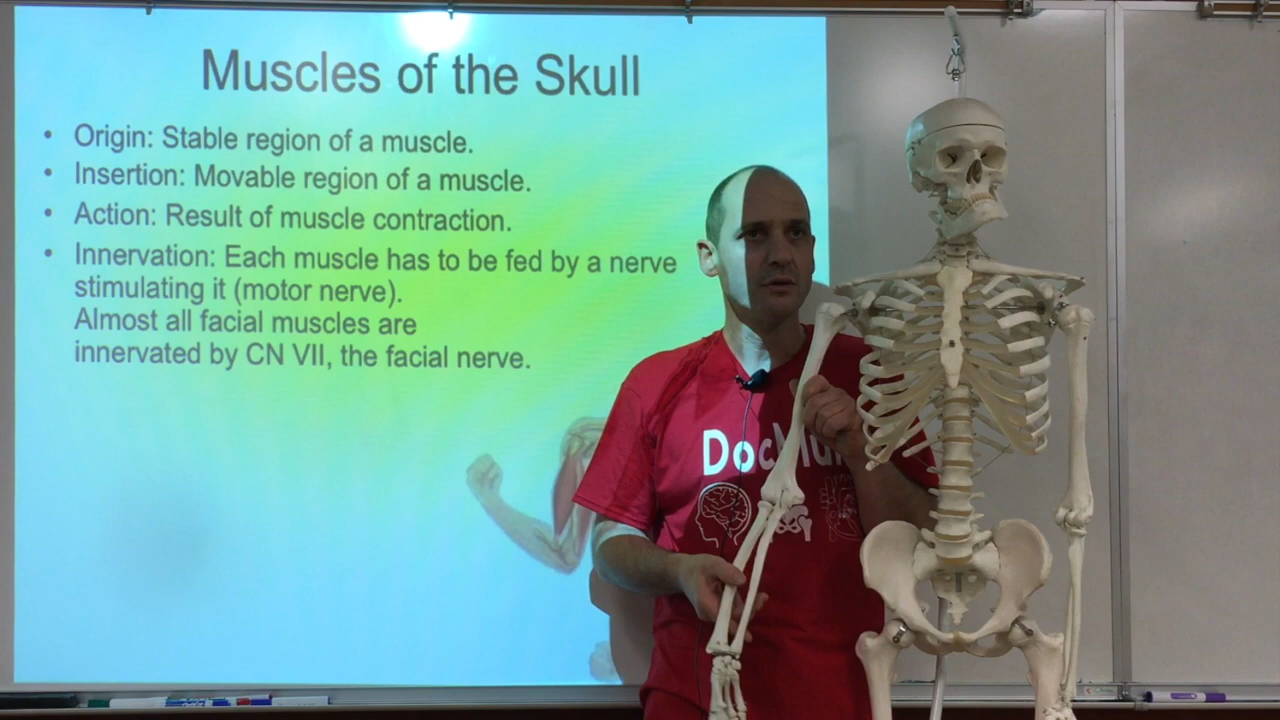 Muscles of the Skull
• Origin: Stable region of a muscle.
• Insertion: Movable region of a muscle.
• Action: Result of muscle contraction.
• Innervation: Each muscle has to be fed by a nerve
stimulating it (motor nerve).
Almost all facial muscles are
innervated by CN VII, the facial nerve.